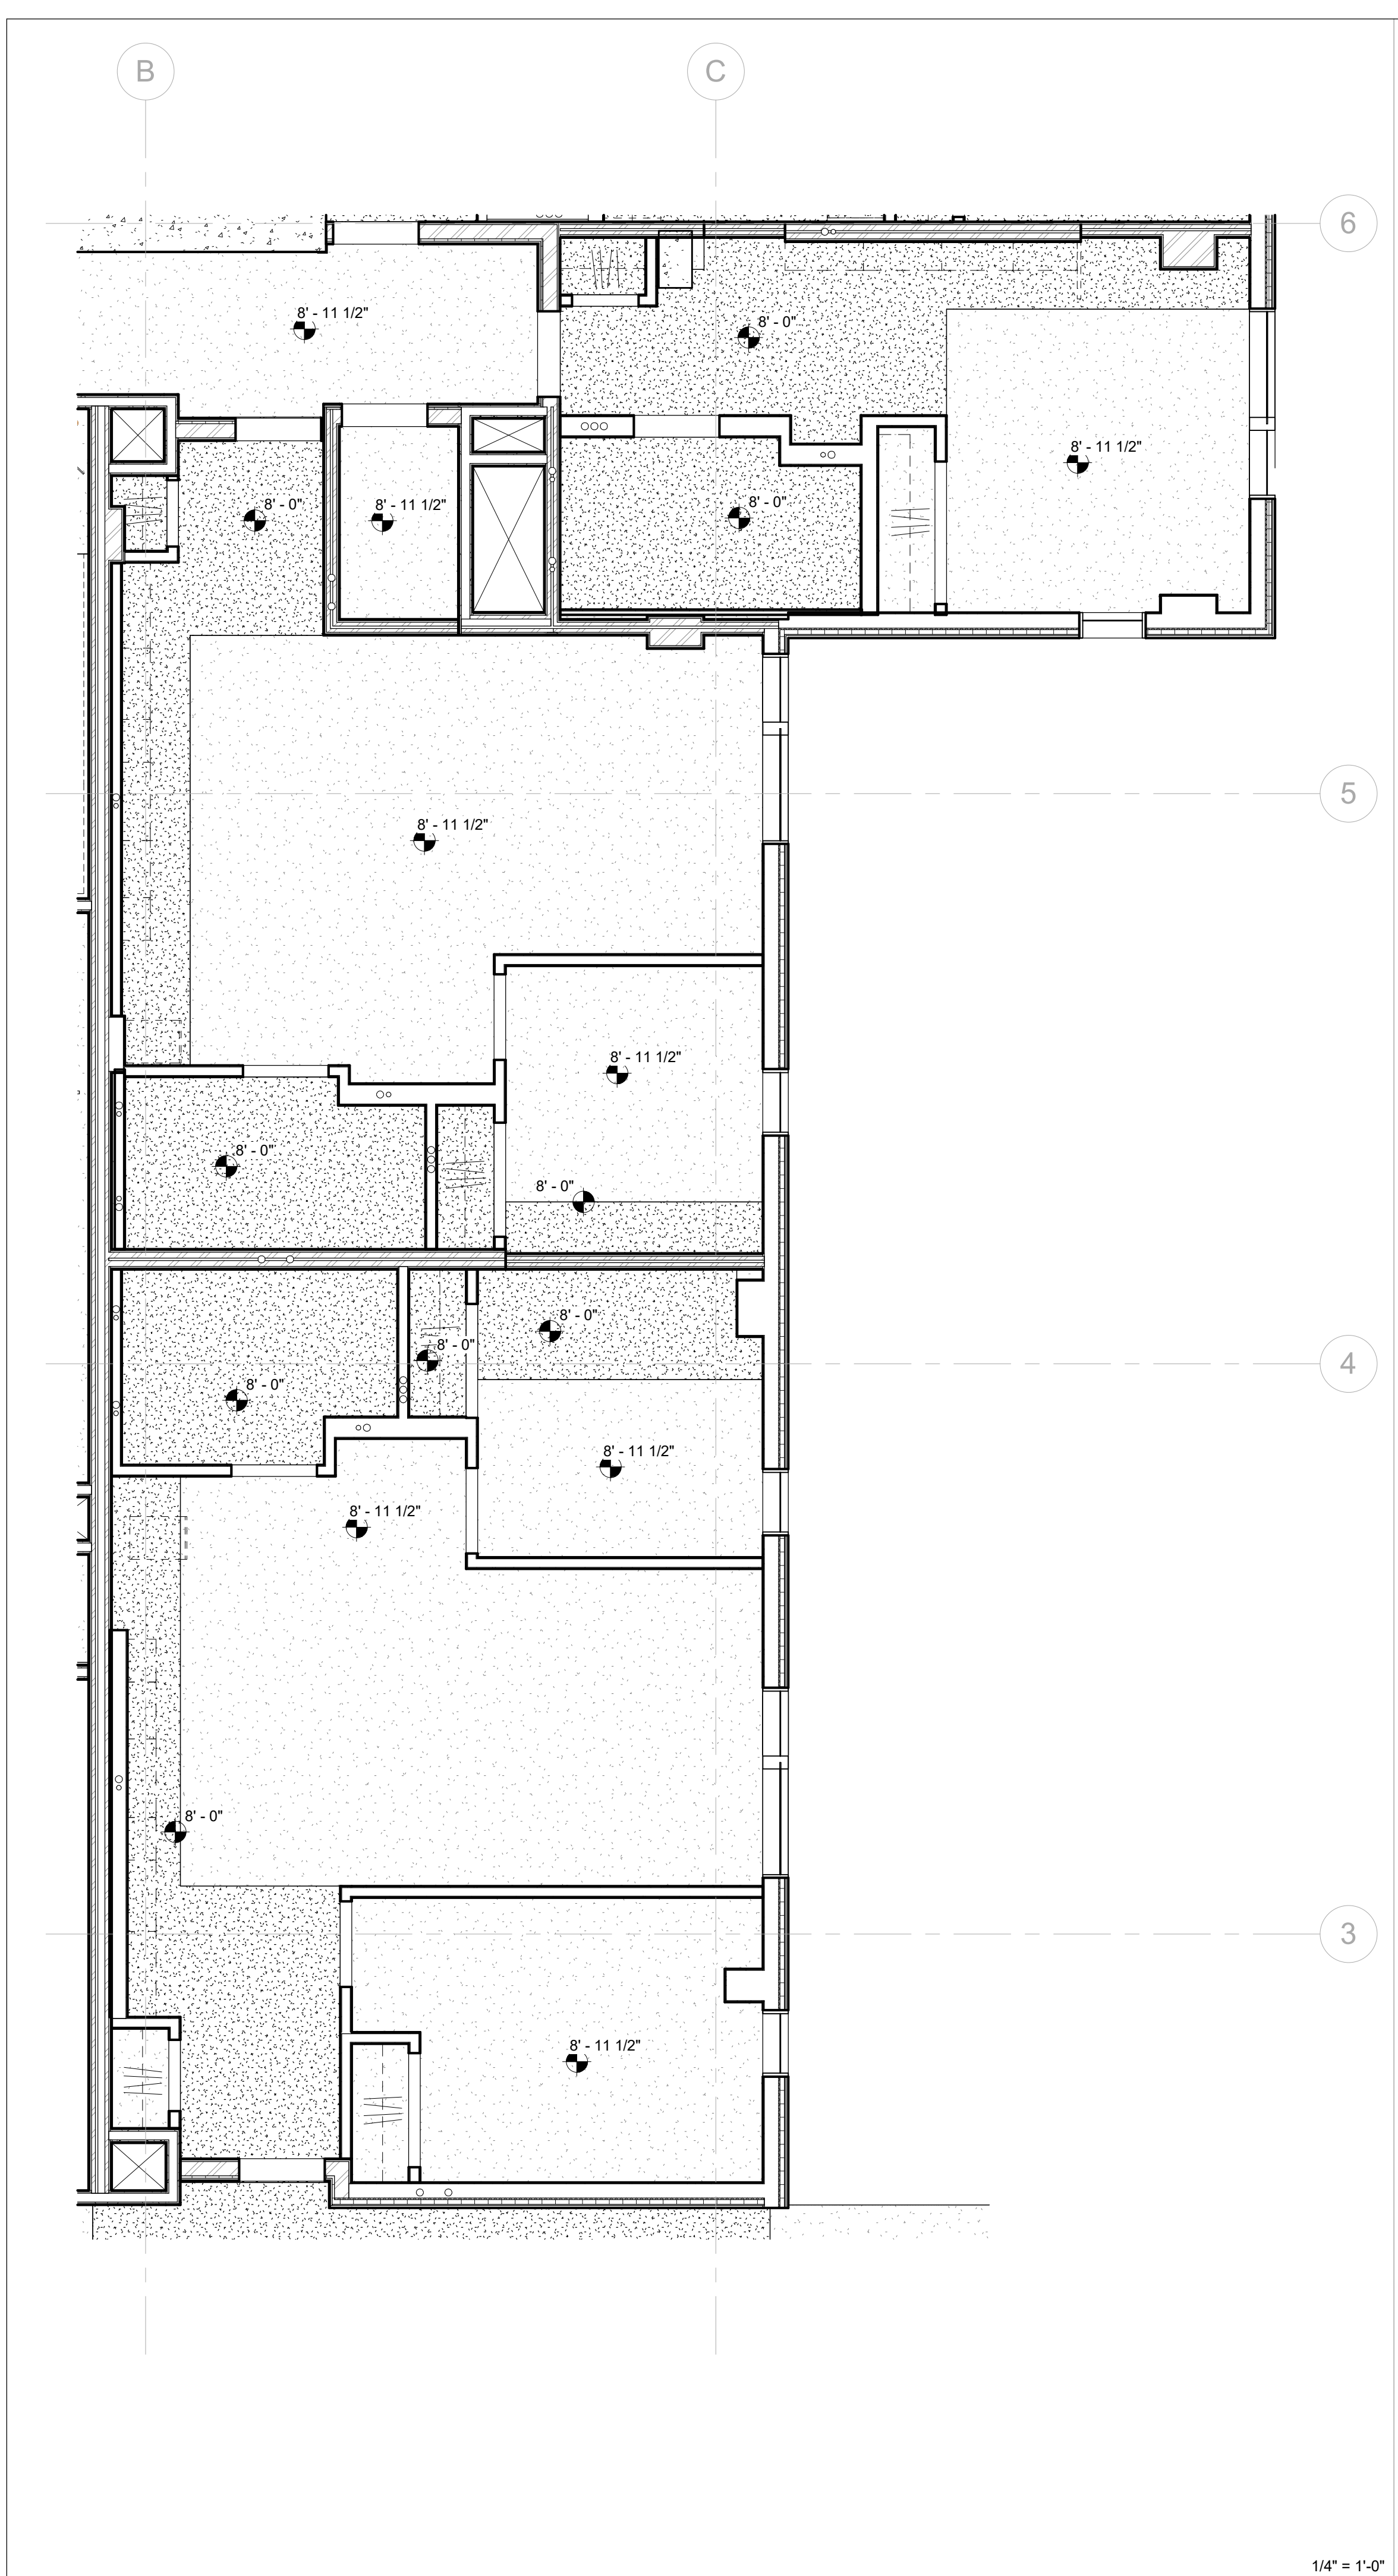 B
C
6
8' - 11 1/2"
8' - 0"
8' - 11 1/2"
8' - 0"
8' - 11 1/2"
8' - 0"
5
8' - 11 1/2"
8' - 11 1/2"
8' - 0"
8' - 0"
8' - 0"
8' - 0"
4
8' - 0"
8' - 11 1/2"
8' - 11 1/2"
8' - 0"
3
8' - 11 1/2"
1/4" = 1'-0"